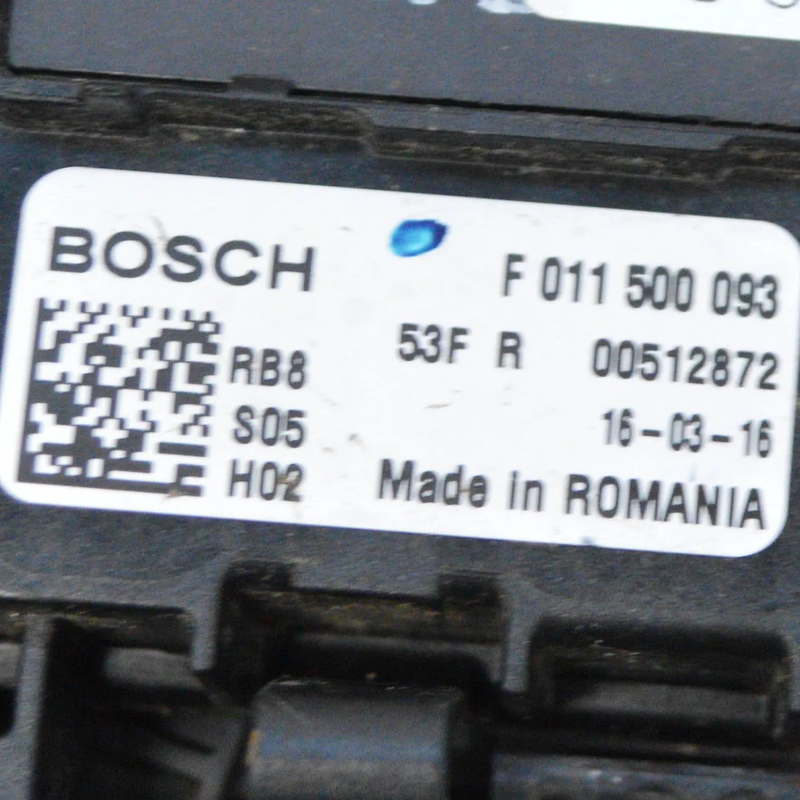 BOSCH
F 011 500 093
RB8 53F R 00512872
S05 16-03-16
H02 Made in ROMANIA